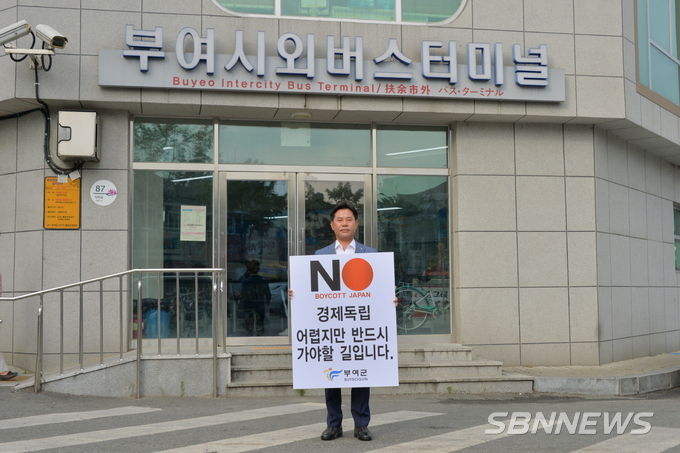 부여시외버스터미널
Buyeo Intercity Bus Terminal/扶余市外 バス・ターミナル
87
NO
BOYCOTT JAPAN
경제독립
어렵지만 반드시
가야할 길입니다.
부여군
BUYEOGUN
SBNNEWS